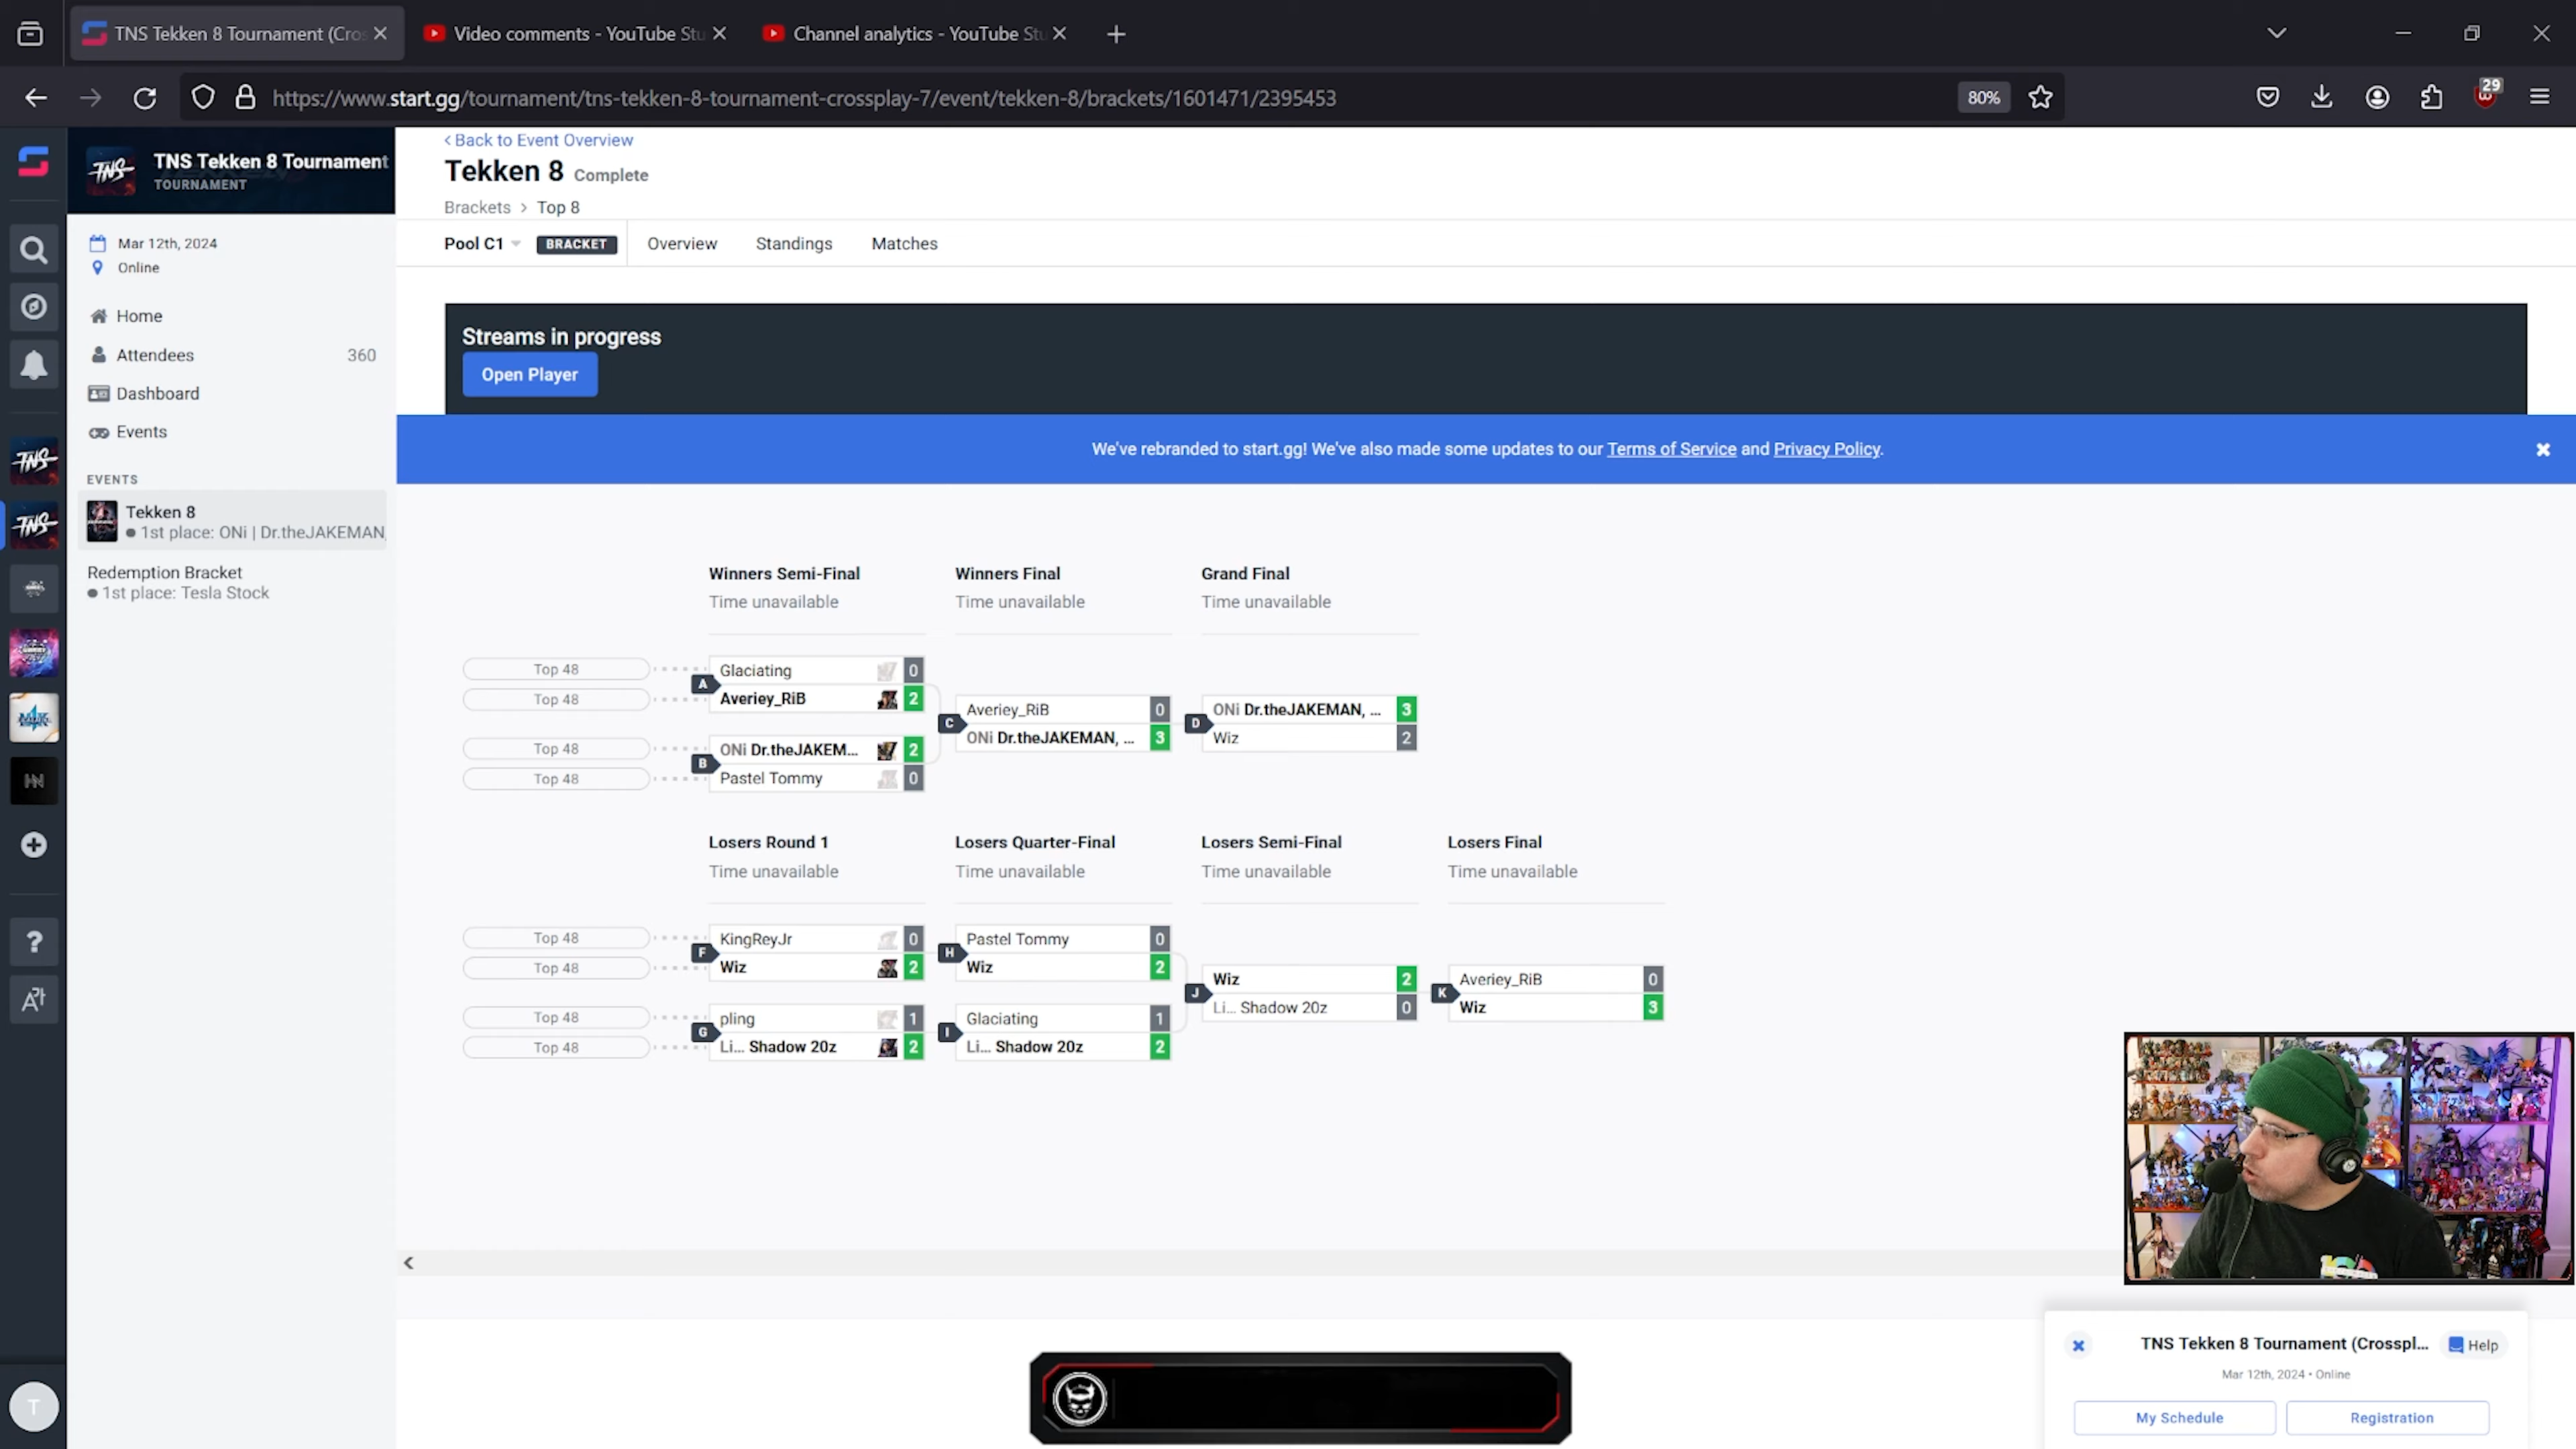 TNS Tekken 8 Tournament (Cros
Video comments - YouTube Stu
Channel analytics - YouTube Stu
https://www.start.gg/tournament/tns-tekken-8-tournament-crossplay-7/event/tekken-8/brackets/1601471/2395453
80%
29
TNS
TNS Tekken 8 Tournament
TOURNAMENT
Mar 12th, 2024
Online
Home
Attendees 360
Dashboard
Events
EVENTS
Tekken 8
1st place: ONi | Dr.theJAKEMAN,
Redemption Bracket
1st place: Tesla Stock
TNS
TNS
?
T
< Back to Event Overview
Tekken 8 Complete
Brackets > Top 8
Pool C1 BRACKET Overview Standings Matches
Streams in progress
Open Player
We've rebranded to start.gg! We've also made some updates to our Terms of Service and Privacy Policy.
Winners Semi-Final Winners Final Grand Final
Time unavailable Time unavailable Time unavailable
Top 48 Glaciating 0
A
Top 48 Averiey_RiB 2
Averiey_RiB 0
C
ONi Dr.theJAKEMAN, ... 3
ONi Dr.theJAKEMAN, ... 3
D
Wiz 2
Top 48 ONi Dr.theJAKEM... 2
B
Top 48 Pastel Tommy 0
Losers Round 1 Losers Quarter-Final Losers Semi-Final Losers Final
Time unavailable Time unavailable Time unavailable Time unavailable
Top 48 KingReyJr 0
F
Top 48 Wiz 2
Pastel Tommy 0
H
Wiz 2
Wiz 2
J
Li... Shadow 20z 0
Averiey_RiB 0
K
Wiz 3
Top 48 pling 1
G
Top 48 Li... Shadow 20z 2
Glaciating 1
I
Li... Shadow 20z 2
TNS Tekken 8 Tournament (Crosspl...
Help
Mar 12th, 2024 • Online
My Schedule
Registration